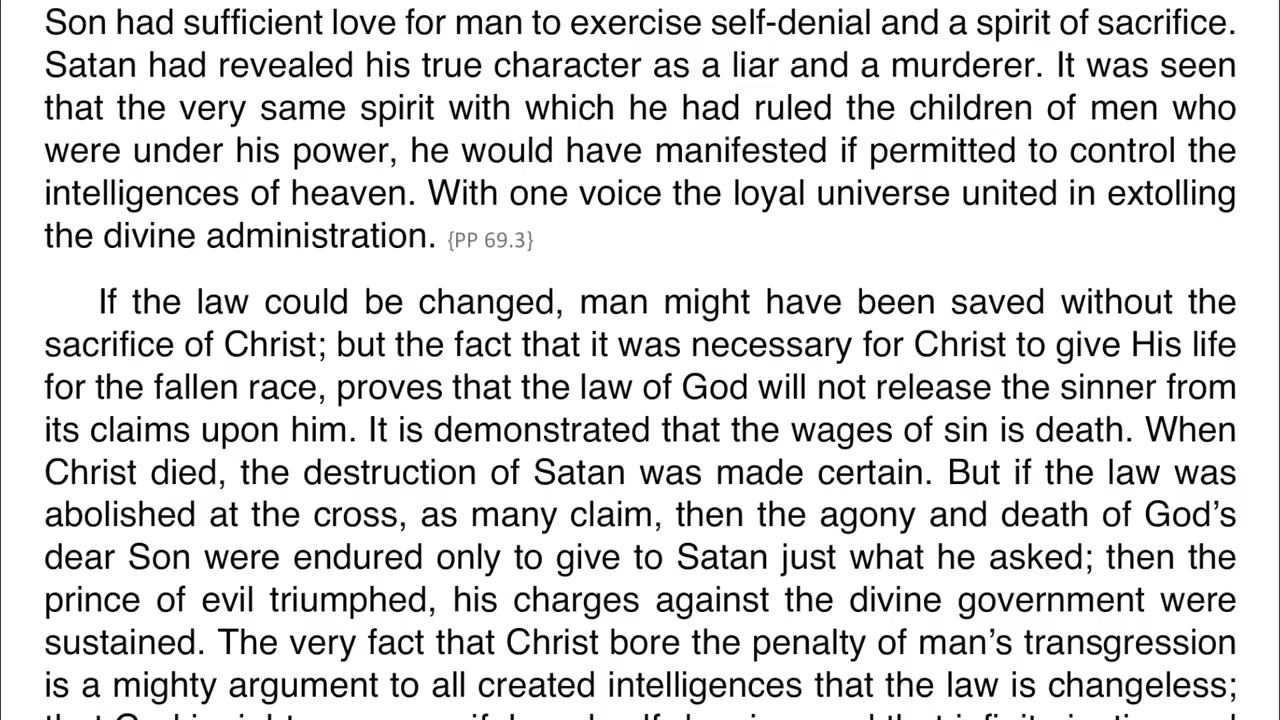 Son had sufficient love for man to exercise self-denial and a spirit of sacrifice.
Satan had revealed his true character as a liar and a murderer. It was seen
that the very same spirit with which he had ruled the children of men who
were under his power, he would have manifested if permitted to control the
intelligences of heaven. With one voice the loyal universe united in extolling
the divine administration. {PP 69.3}
If the law could be changed, man might have been saved without the
sacrifice of Christ; but the fact that it was necessary for Christ to give His life
for the fallen race, proves that the law of God will not release the sinner from
its claims upon him. It is demonstrated that the wages of sin is death. When
Christ died, the destruction of Satan was made certain. But if the law was
abolished at the cross, as many claim, then the agony and death of God’s
dear Son were endured only to give to Satan just what he asked; then the
prince of evil triumphed, his charges against the divine government were
sustained. The very fact that Christ bore the penalty of man’s transgression
is a mighty argument to all created intelligences that the law is changeless;